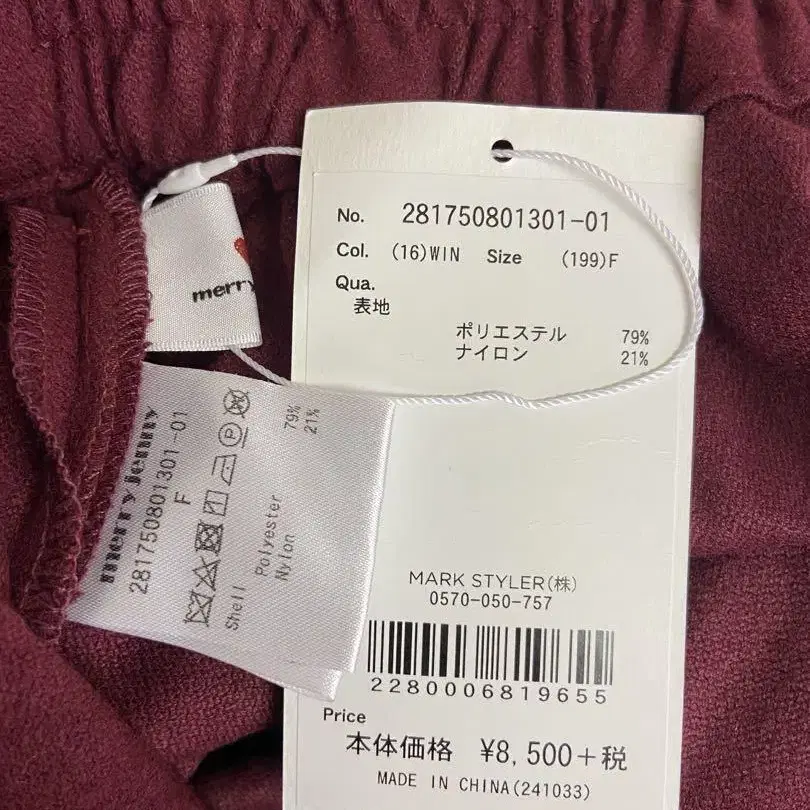 No. 281750801301-01
Col. (16)WIN Size (199)F
Qua.
表地
ポリエステル 79%
ナイロン 21%
MARK STYLER(株)
0570-050-757
2280006819655
Price
本体価格 ¥8,500+税
MADE IN CHINA(241033)
merry
merry jenny
281750801301-01
F
Shell
Polyester 79%
Nylon 21%